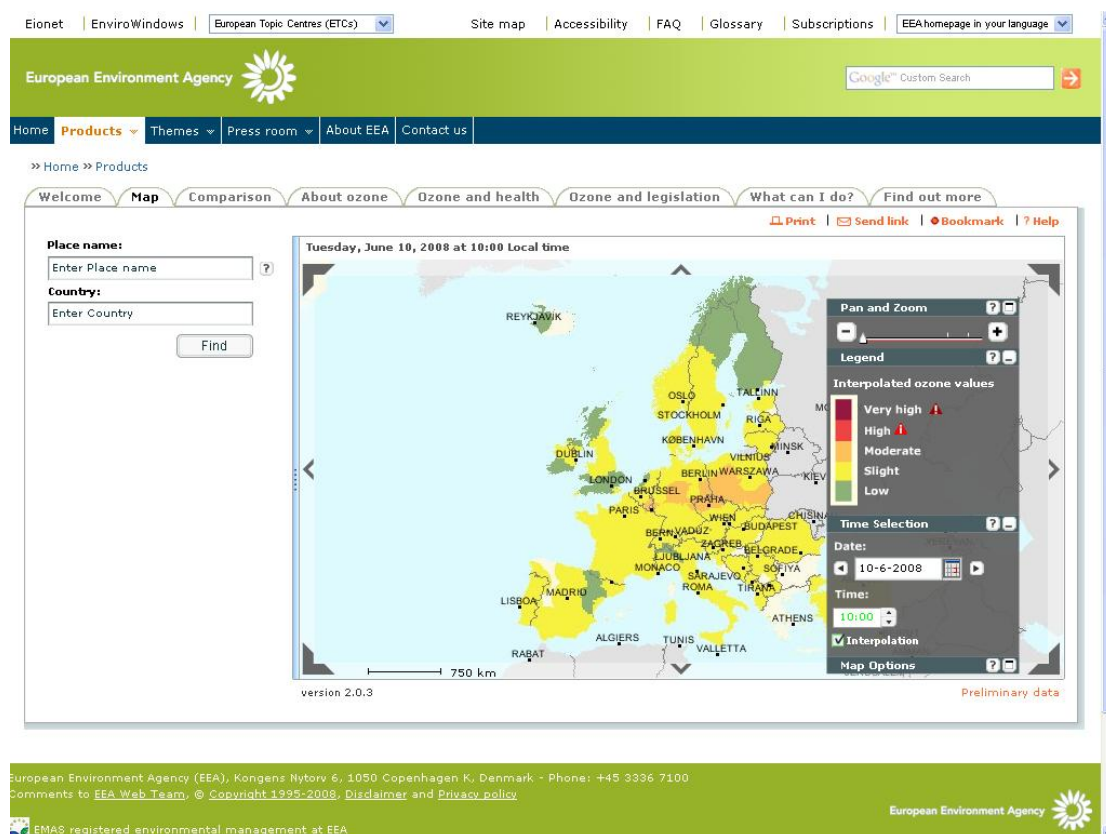 Eionet | EnviroWindows | European Topic Centres (ETCs) Site map | Accessibility | FAQ | Glossary | Subscriptions | EEA homepage in your language
European Environment Agency Google™ Custom Search
Home Products Themes Press room About EEA Contact us
» Home » Products
Welcome Map Comparison About ozone Ozone and health Ozone and legislation What can I do? Find out more
Print | Send link | Bookmark | ? Help
Place name:
Enter Place name ?
Country:
Enter Country
Find
Tuesday, June 10, 2008 at 10:00 Local time
REYKJAVIK
OSLO
TALLINN
STOCKHOLM
RIGA
KØBENHAVN
MINSK
DUBLIN
VILNIUS
LONDON
BERLIN
WARSZAWA
KIEV
BRUSSEL
PRAHA
PARIS
WIEN
CHISINA
BERN
VADUZ
BUDAPEST
ZAGREB
BELGRADE
LJUBLJANA
MONACO
SARAJEVO
SOFIYA
MADRID
ROMA
TIRANA
LISBOA
ATHENS
ALGIERS
TUNIS
VALLETTA
RABAT
750 km
Pan and Zoom ?
- +
Legend ?
Interpolated ozone values
Very high
High
Moderate
Slight
Low
Time Selection ?
Date:
10-6-2008
Time:
10:00
Interpolation
Map Options ?
version 2.0.3 Preliminary data
European Environment Agency (EEA), Kongens Nytorv 6, 1050 Copenhagen K, Denmark - Phone: +45 3336 7100
Comments to EEA Web Team, © Copyright 1995-2008, Disclaimer and Privacy policy
European Environment Agency
EMAS registered environmental management at EEA